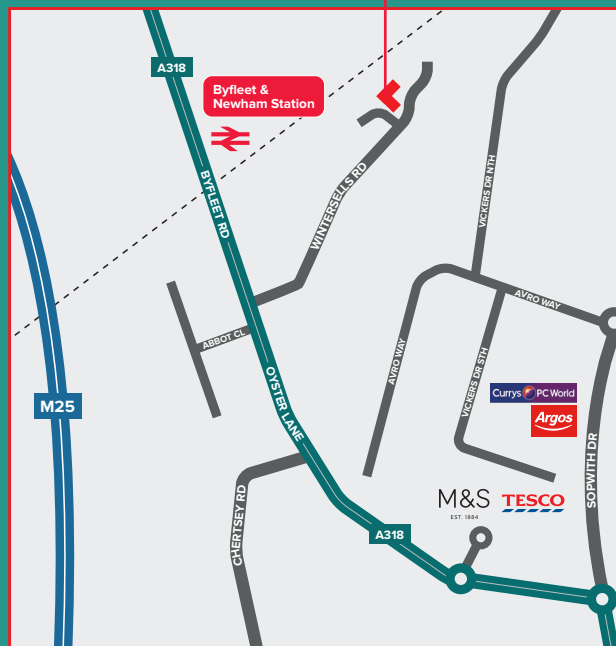 A318
Byfleet &
Newham Station
BYFLEET RD
WINTERSELLS RD
VICKERS DR NTH
AVRO WAY
ABBOT CL
AVRO WAY
VICKERS DR STH
OYSTER LANE
M25
Currys PC World
Argos
SOPWITH DR
CHERTSEY RD
M&S
EST. 1884
TESCO
A318